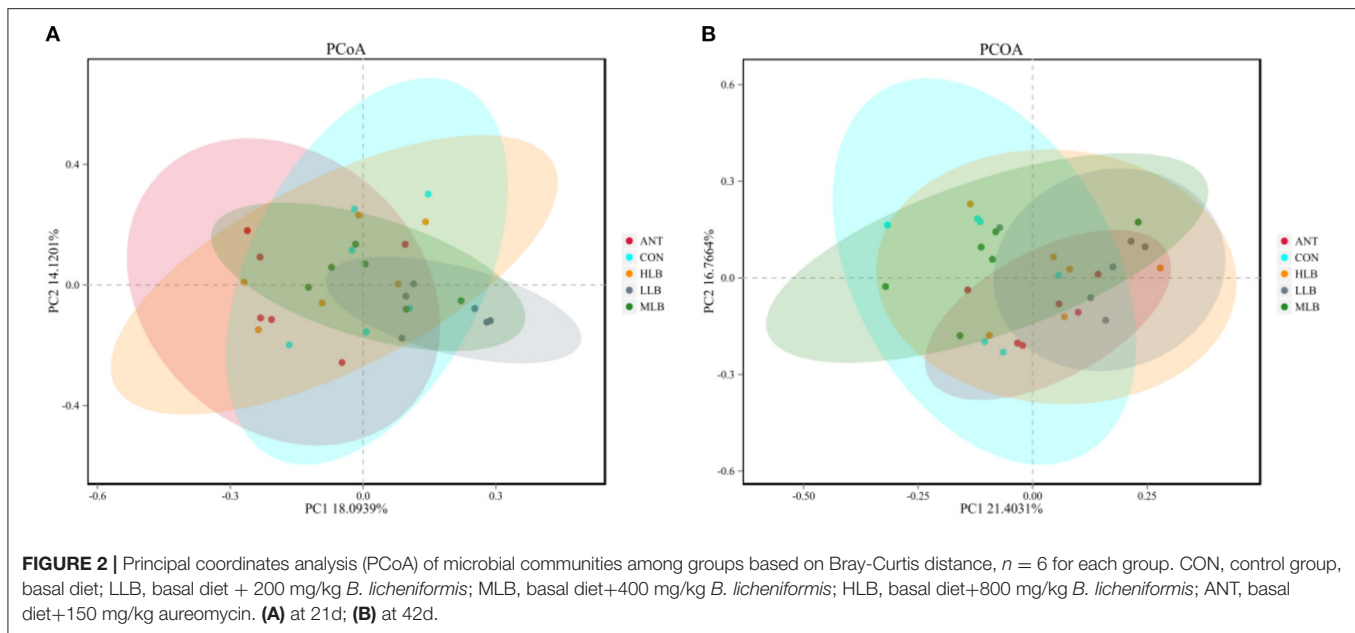 A
PCoA
0.4
0.0
-0.4
PC2 14.1201%
-0.6
-0.3
0.0
0.3
PC1 18.0939%
ANT
CON
HLB
LLB
MLB
B
PCOA
0.6
0.3
0.0
-0.3
-0.6
PC2 16.7664%
-0.50
-0.25
0.00
0.25
PC1 21.4031%
ANT
CON
HLB
LLB
MLB
FIGURE 2 | Principal coordinates analysis (PCoA) of microbial communities among groups based on Bray-Curtis distance, n = 6 for each group. CON, control group,
basal diet; LLB, basal diet + 200 mg/kg B. licheniformis; MLB, basal diet+400 mg/kg B. licheniformis; HLB, basal diet+800 mg/kg B. licheniformis; ANT, basal
diet+150 mg/kg aureomycin. (A) at 21d; (B) at 42d.